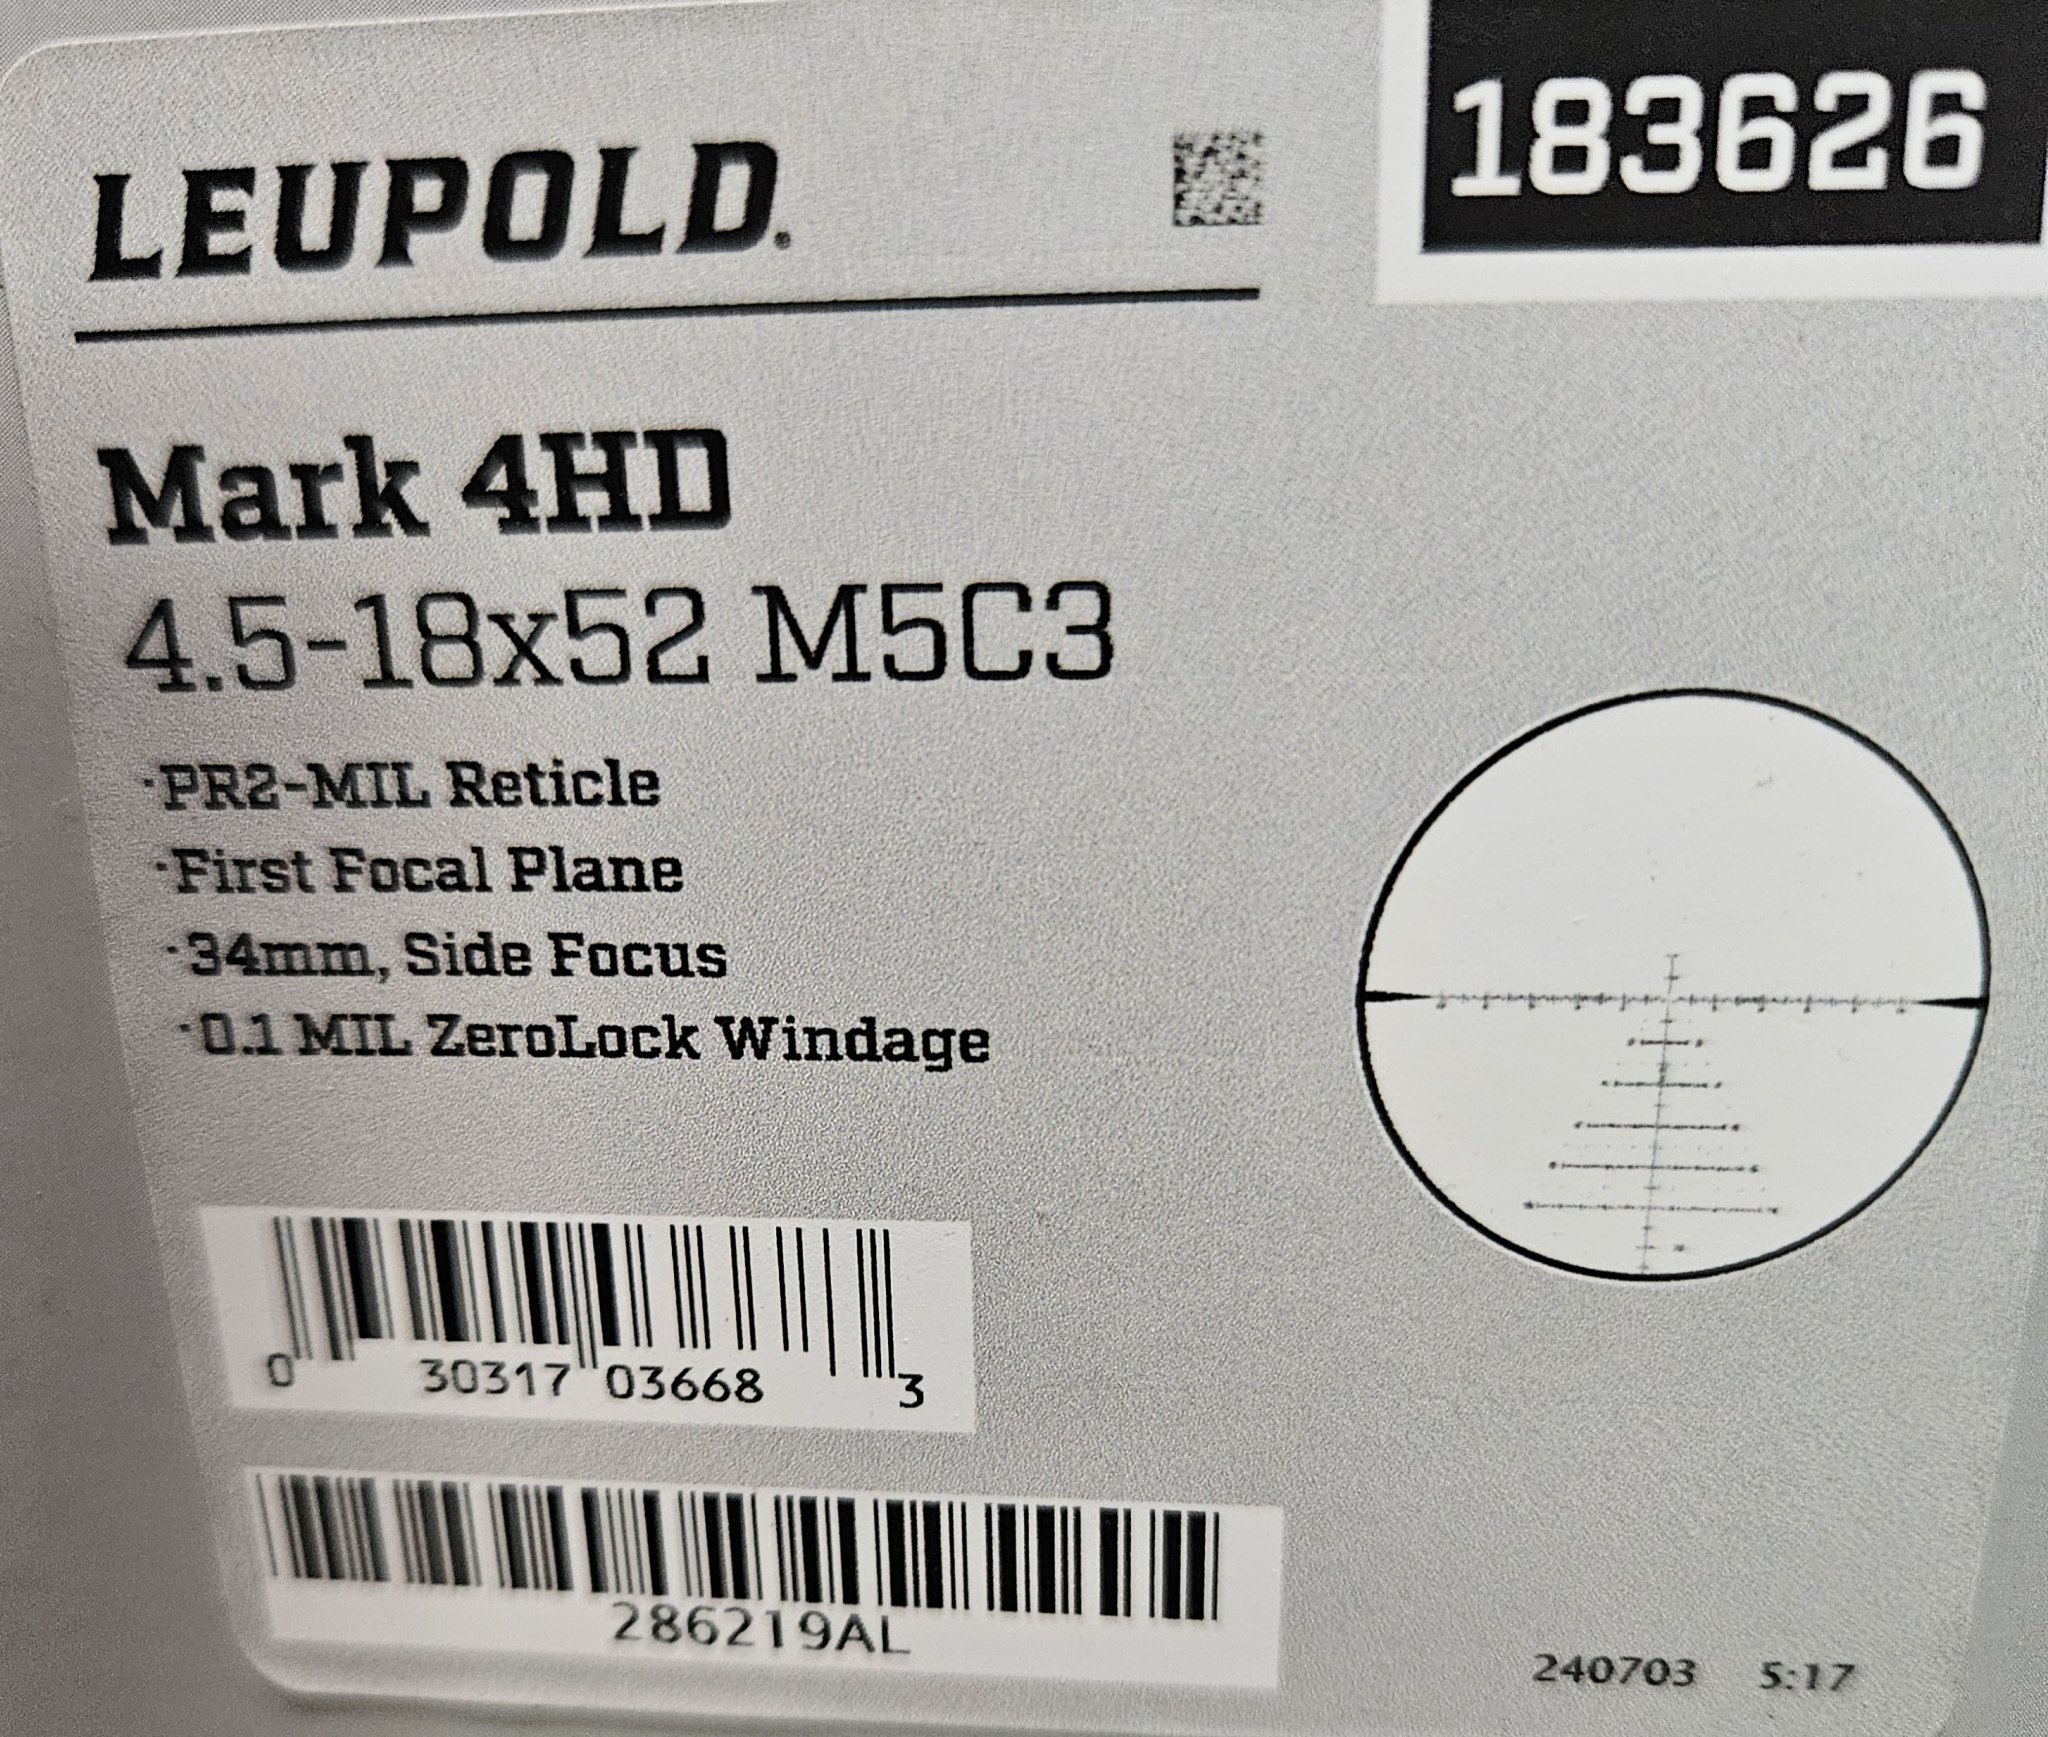 183626
LEUPOLD®
Mark 4HD
4.5-18x52 M5C3
·PR2-MIL Reticle
·First Focal Plane
·34mm, Side Focus
·0.1 MIL ZeroLock Windage
0 30317 03668 3
286219AL
240703 5:17